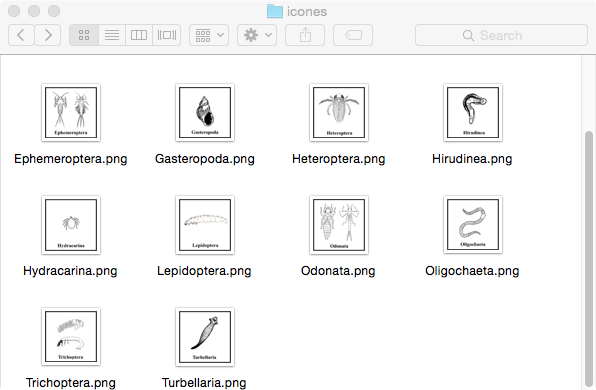 icones
Search
Ephemeroptera
Gasteropoda
Heteroptera
Hirudinea
Ephemeroptera.png
Gasteropoda.png
Heteroptera.png
Hirudinea.png
Hydracarina
Lepidoptera
Odonata
Oligochaeta
Hydracarina.png
Lepidoptera.png
Odonata.png
Oligochaeta.png
Trichoptera
Turbellaria
Trichoptera.png
Turbellaria.png